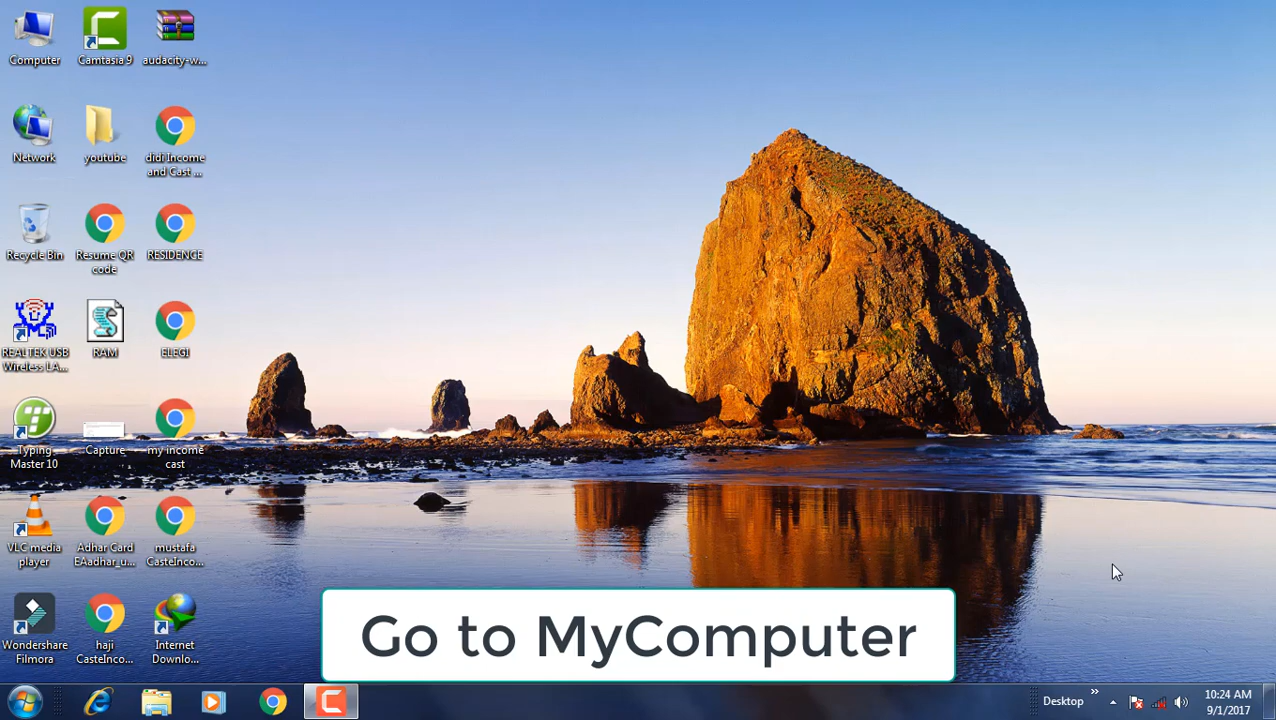 Computer
Camtasia 9
audacity-w...
Network
youtube
didi Income
and Cast ...
Recycle Bin
Resume QR
code
RESIDENCE
REALTEK USB
Wireless LA...
RAM
ELEGI
Typing
Master 10
Capture
my income
cast
VLC media
player
Adhar Card
EAadhar_u...
mustafa
CasteInco...
Wondershare
Filmora
haji
CasteInco...
Internet
Downlo...
Go to MyComputer
Desktop
10:24 AM
9/1/2017